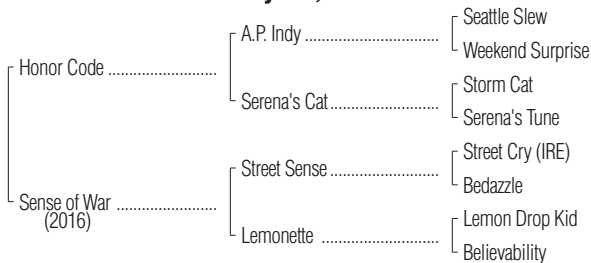 Seattle Slew
A.P. Indy ................................
Weekend Surprise
Honor Code ..........................
Storm Cat
Serena's Cat..........................
Serena's Tune
Street Cry (IRE)
Street Sense ..........................
Bedazzle
Sense of War ........................
(2016)
Lemon Drop Kid
Lemonette ............................
Believability